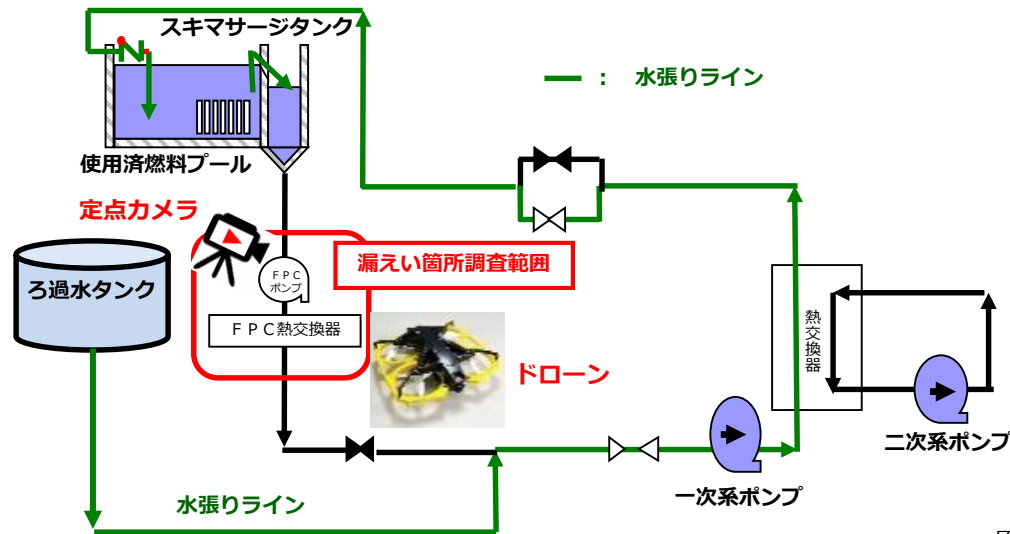 スキマサージタンク
： 水張りライン
使用済燃料プール
定点カメラ
漏えい箇所調査範囲
ろ過水タンク
ＦＰＣ
ポンプ
ＦＰＣ熱交換器
熱交換器
ドローン
二次系ポンプ
一次系ポンプ
水張りライン